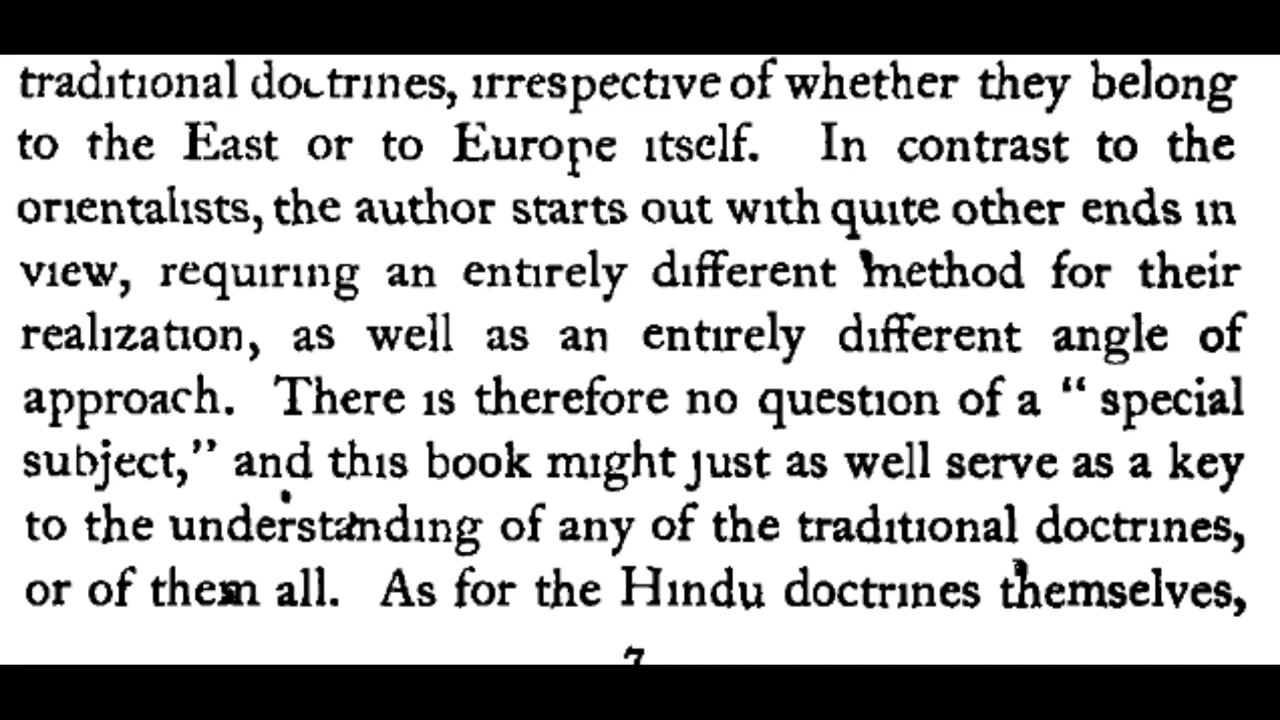 traditional doctrines, irrespective of whether they belong
to the East or to Europe itself. In contrast to the
orientalists, the author starts out with quite other ends in
view, requiring an entirely different method for their
realization, as well as an entirely different angle of
approach. There is therefore no question of a “ special
subject,” and this book might just as well serve as a key
to the understanding of any of the traditional doctrines,
or of them all. As for the Hindu doctrines themselves,
7